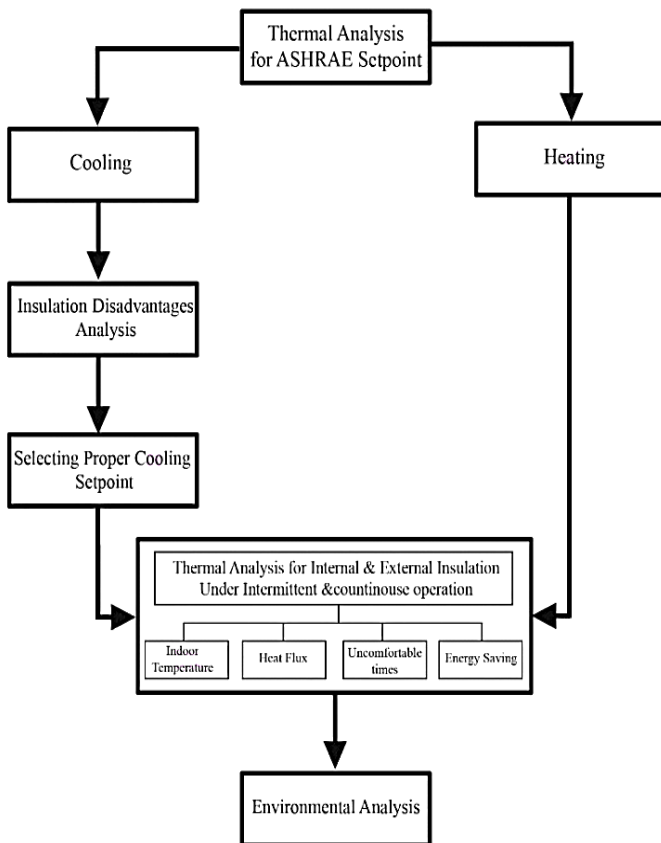 Thermal Analysis
for ASHRAE Setpoint
Cooling
Heating
Insulation Disadvantages
Analysis
Selecting Proper Cooling
Setpoint
Thermal Analysis for Internal & External Insulation
Under Intermittent &countinouse operation
Indoor
Temperature
Heat Flux
Uncomfortable
times
Energy Saving
Environmental Analysis